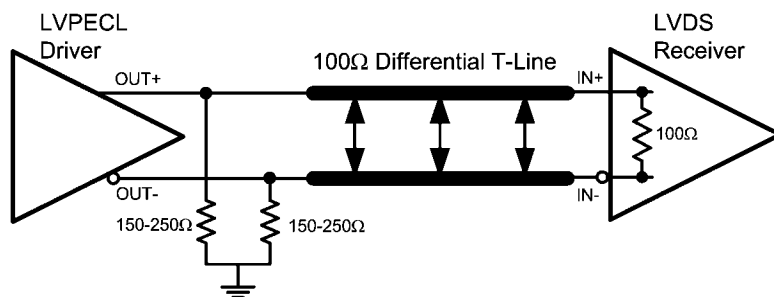 LVPECL
Driver
OUT+
100Ω Differential T-Line
IN+
LVDS
Receiver
100Ω
OUT-
IN-
150-250Ω
150-250Ω